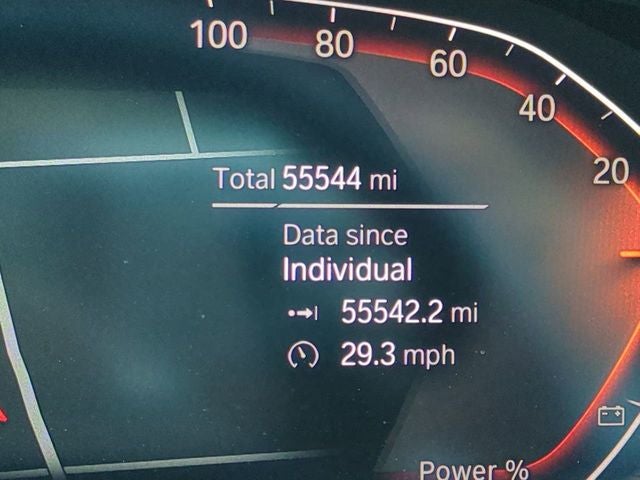 100
80
60
40
20
Total 55544 mi
Data since
Individual
55542.2 mi
29.3 mph
Power %